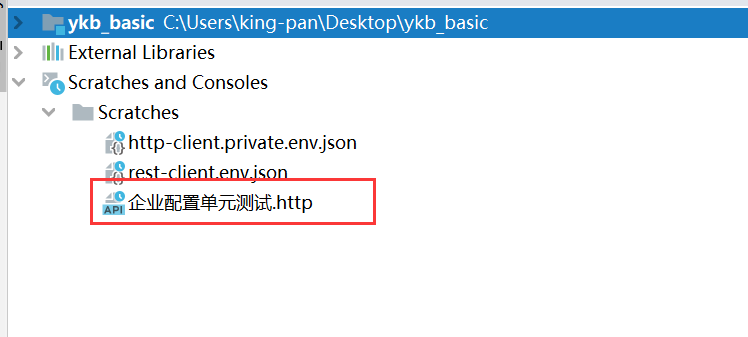 ykb_basic C:\Users\king-pan\Desktop\ykb_basic
External Libraries
Scratches and Consoles
Scratches
http-client.private.env.json
rest-client.env.json
API 企业配置单元测试.http